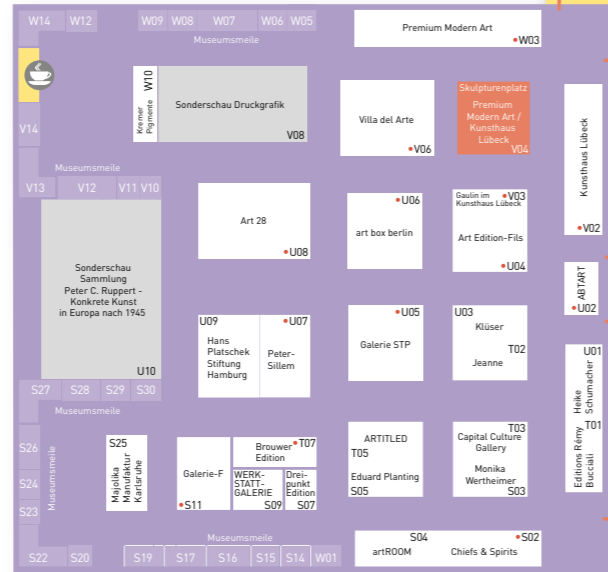 W14
W12
W09
W08
W07
W06
W05
Museumsmeile
Premium Modern Art
W03
Kremer
Pigmente
W10
Sonderschau Druckgrafik
V08
Villa del Arte
V06
Skulpturenplatz
Premium
Modern Art /
Kunsthaus
Lübeck
V04
Kunsthaus Lübeck
V02
V14
Museumsmeile
V13
V12
V11 V10
Sonderschau
Sammlung
Peter C. Ruppert -
Konkrete Kunst
in Europa nach 1945
U10
Art 28
U08
U06
art box berlin
Gaulin im
Kunsthaus Lübeck
V03
Art Edition-Fils
U04
ABTART
U02
U09
Hans
Platschek
Stiftung
Hamburg
U07
Peter-
Sillem
U05
Galerie STP
U03
Klüser
T02
Jeanne
U01
Heike
Schumacher
T01
Editions Rémy
Bucciali
S27
S28
S29
S30
Museumsmeile
S26
S24
S23
Museumsmeile
S25
Majolika
Manufaktur
Karlsruhe
Galerie-F
S11
Brouwer
Edition
T07
WERK-
STATT-
GALERIE
S09
Drei-
punkt
Edition
S07
ARTITLED
T05
Eduard Planting
S05
T03
Capital Culture
Gallery
Monika
Wertheimer
S03
Museumsmeile
S22
S20
S19
S17
S16
S15
S14
W01
S04
artROOM
S02
Chiefs & Spirits